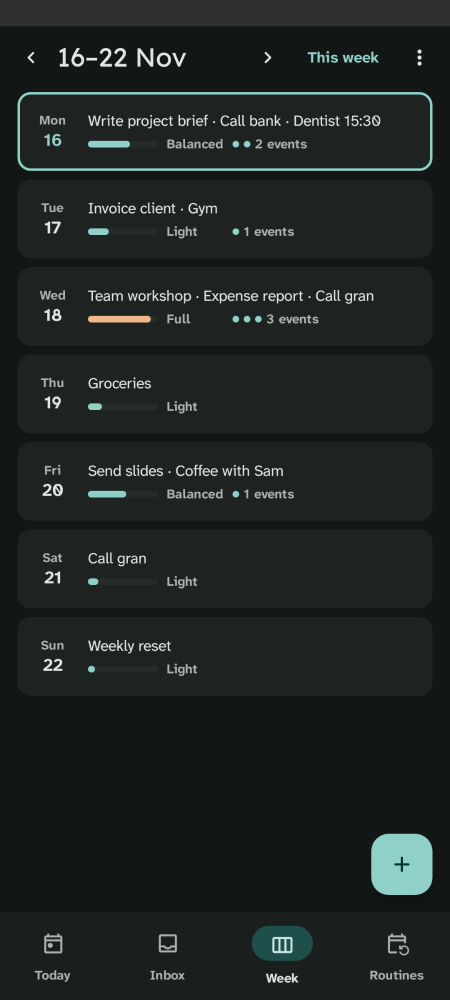 16–22 Nov
This week
Mon
16
Write project brief · Call bank · Dentist 15:30
Balanced
2 events
Tue
17
Invoice client · Gym
Light
1 events
Wed
18
Team workshop · Expense report · Call gran
Full
3 events
Thu
19
Groceries
Light
Fri
20
Send slides · Coffee with Sam
Balanced
1 events
Sat
21
Call gran
Light
Sun
22
Weekly reset
Light
Today
Inbox
Week
Routines